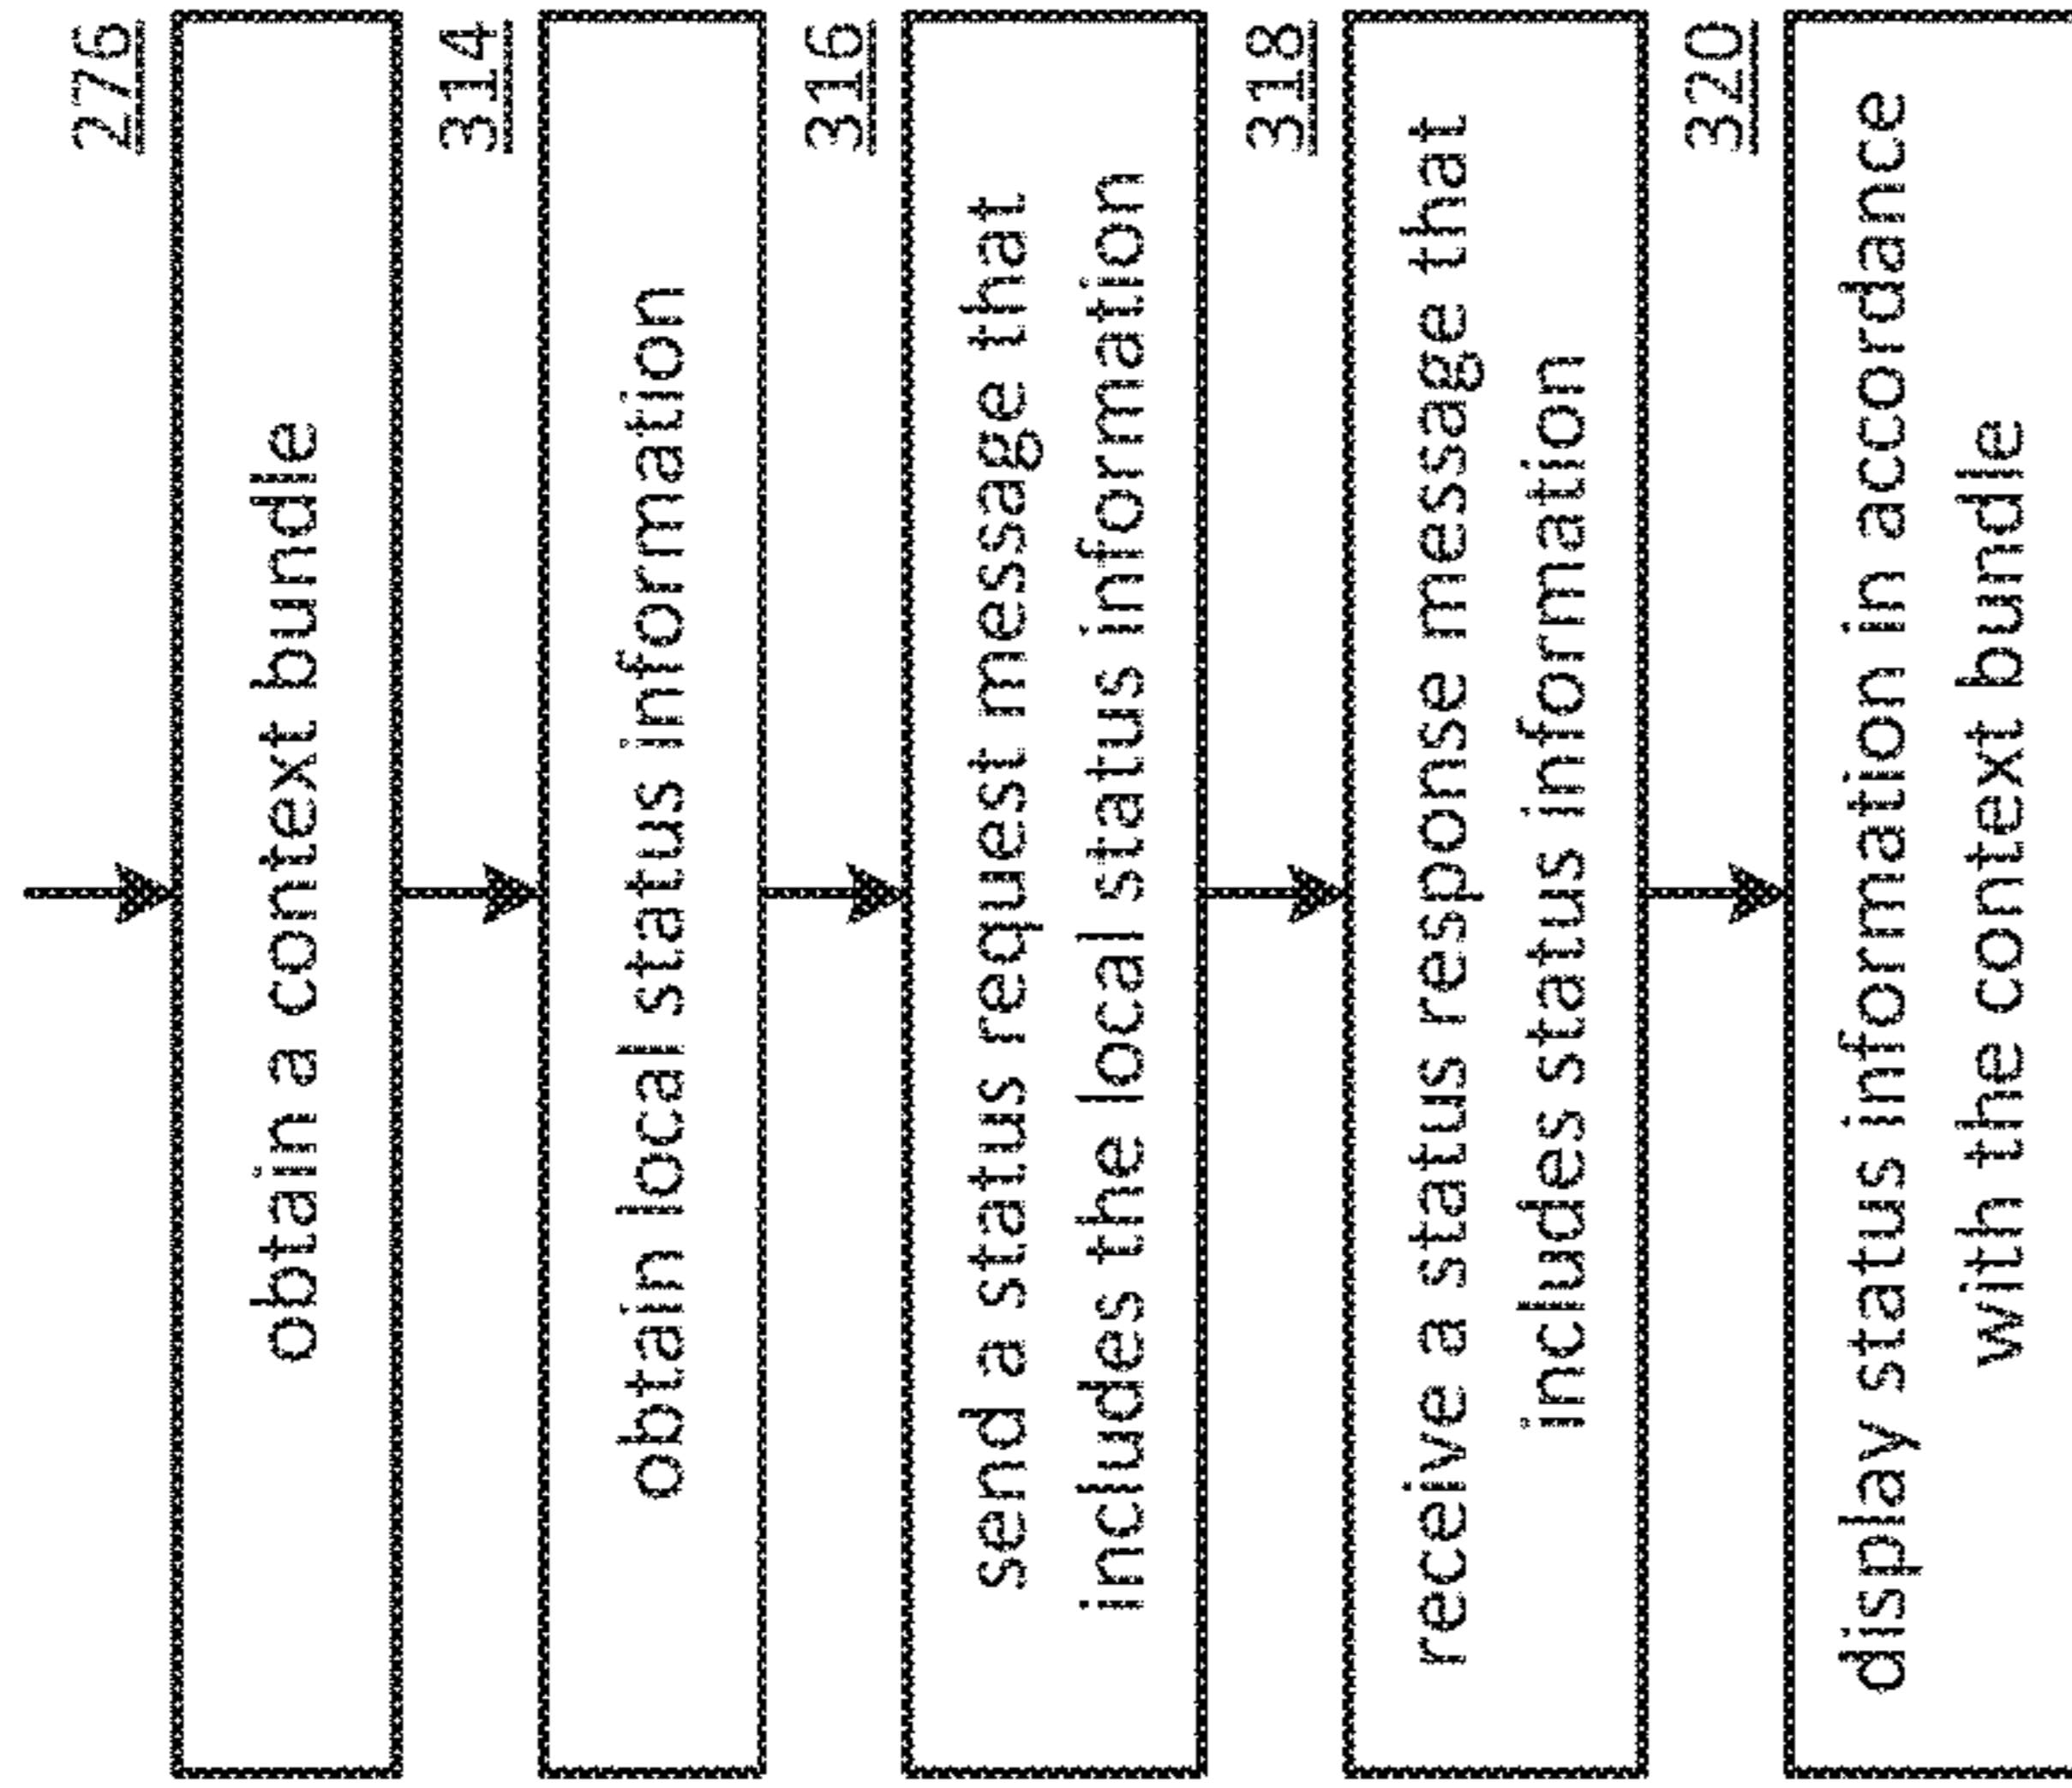 276
obtain a context bundle
314
obtain local status information
316
send a status request message that
includes the local status information
318
receive a status response message that
includes status information
320
display status information in accordance
with the context bundle